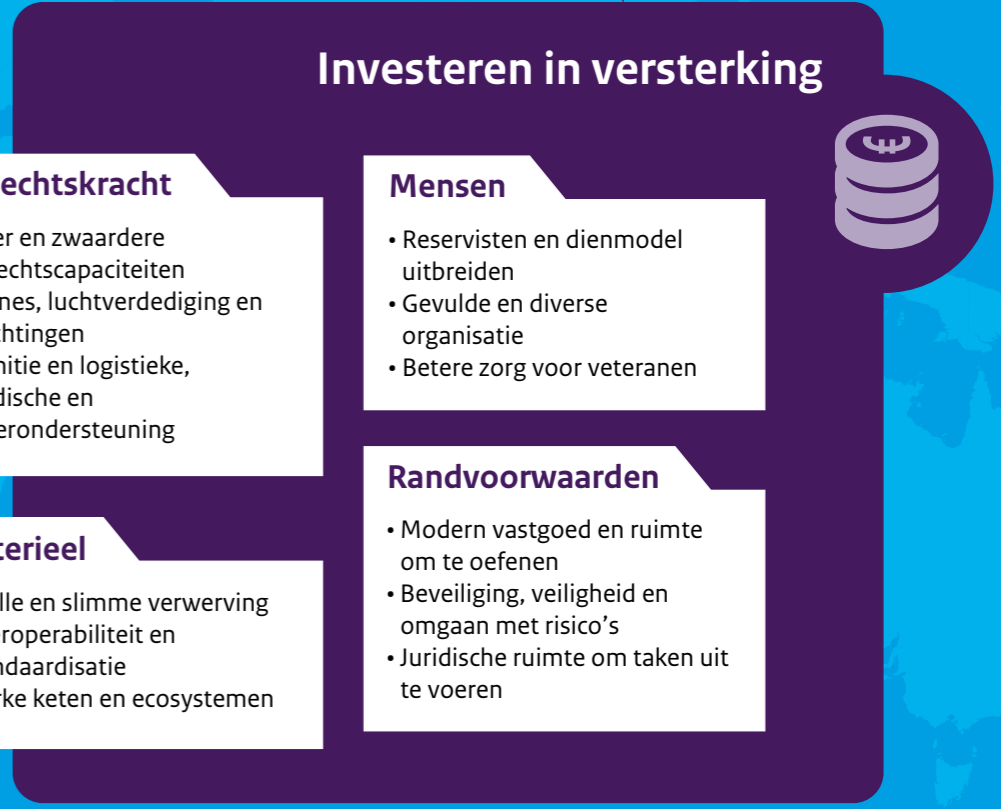 Investeren in versterking
echtskracht
er en zwaardere
echtscapaciteiten
nes, luchtverdediging en
chtingen
nitie en logistieke,
dische en
erondersteuning
Mensen
• Reservisten en dienmodel
uitbreiden
• Gevulde en diverse
organisatie
• Betere zorg voor veteranen
terieel
lle en slimme verwerving
eroperabiliteit en
ndaardisatie
rke keten en ecosystemen
Randvoorwaarden
• Modern vastgoed en ruimte
om te oefenen
• Beveiliging, veiligheid en
omgaan met risico’s
• Juridische ruimte om taken uit
te voeren